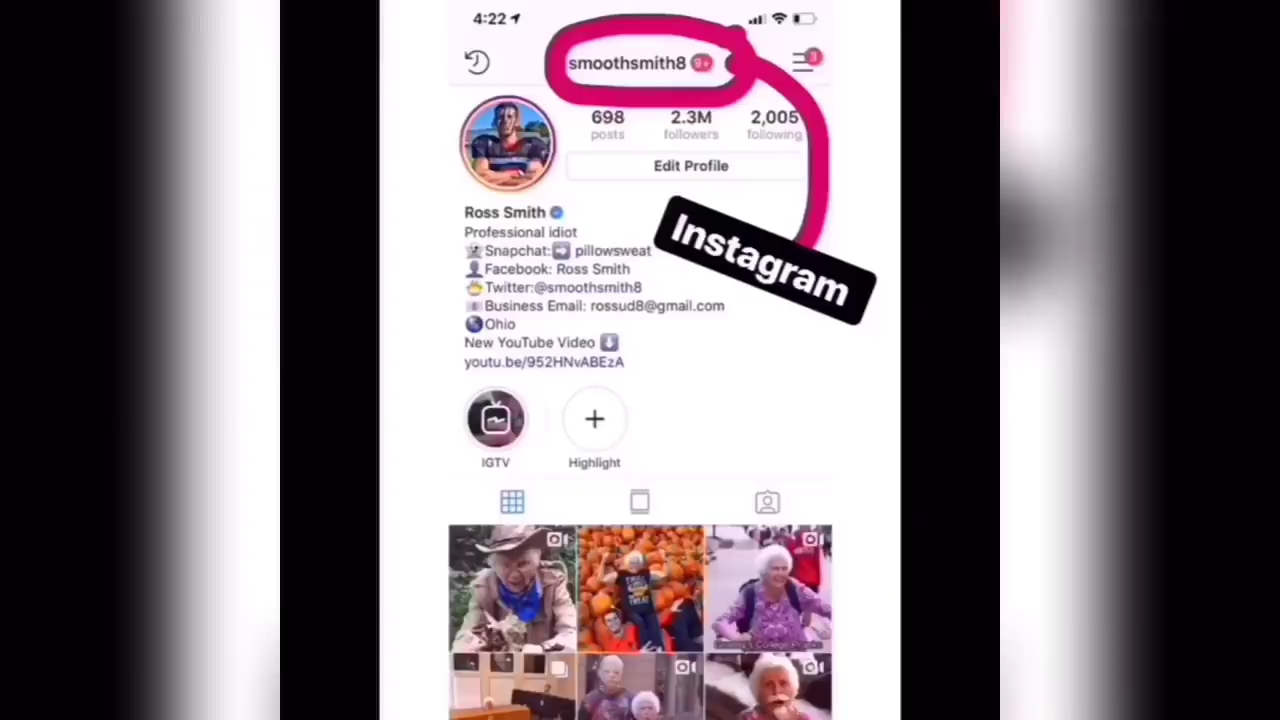 4:22
smoothsmith8 9+
3
698 2.3M 2,005
posts followers following
Edit Profile
Ross Smith
Professional idiot
Snapchat: pillowsweat
Facebook: Ross Smith
Twitter:@smoothsmith8
Business Email: rossud8@gmail.com
Ohio
New YouTube Video
youtu.be/952HNvABEzA
Instagram
IGTV
Highlight